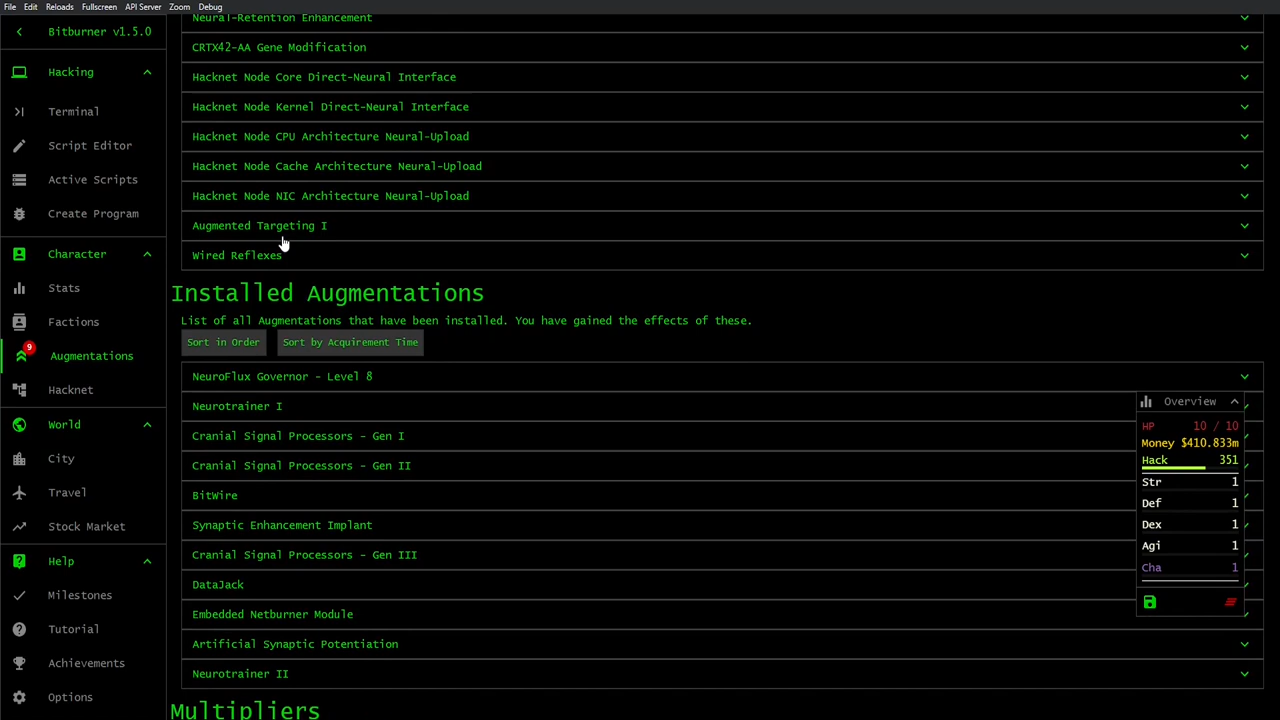 File Edit Reloads Fullscreen API Server Zoom Debug
Bitburner v1.5.0
Hacking
Terminal
Script Editor
Active Scripts
Create Program
Character
Stats
Factions
9
Augmentations
Hacknet
World
City
Travel
Stock Market
Help
Milestones
Tutorial
Achievements
Options
Neural-Retention Enhancement
CRTX42-AA Gene Modification
Hacknet Node Core Direct-Neural Interface
Hacknet Node Kernel Direct-Neural Interface
Hacknet Node CPU Architecture Neural-Upload
Hacknet Node Cache Architecture Neural-Upload
Hacknet Node NIC Architecture Neural-Upload
Augmented Targeting I
Wired Reflexes
Installed Augmentations
List of all Augmentations that have been installed. You have gained the effects of these.
Sort in Order Sort by Acquirement Time
NeuroFlux Governor - Level 8
Neurotrainer I
Cranial Signal Processors - Gen I
Cranial Signal Processors - Gen II
BitWire
Synaptic Enhancement Implant
Cranial Signal Processors - Gen III
DataJack
Embedded Netburner Module
Artificial Synaptic Potentiation
Neurotrainer II
Multipliers
Overview
HP 10 / 10
Money $410.833m
Hack 351
Str 1
Def 1
Dex 1
Agi 1
Cha 1